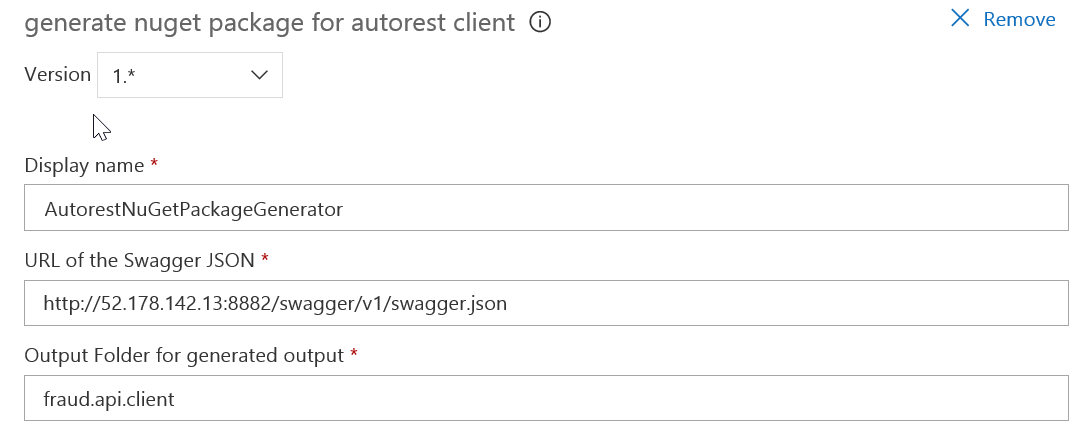 generate nuget package for autorest client
Remove
Version 1.*
Display name *
AutorestNuGetPackageGenerator
URL of the Swagger JSON *
http://52.178.142.13:8882/swagger/v1/swagger.json
Output Folder for generated output *
fraud.api.client